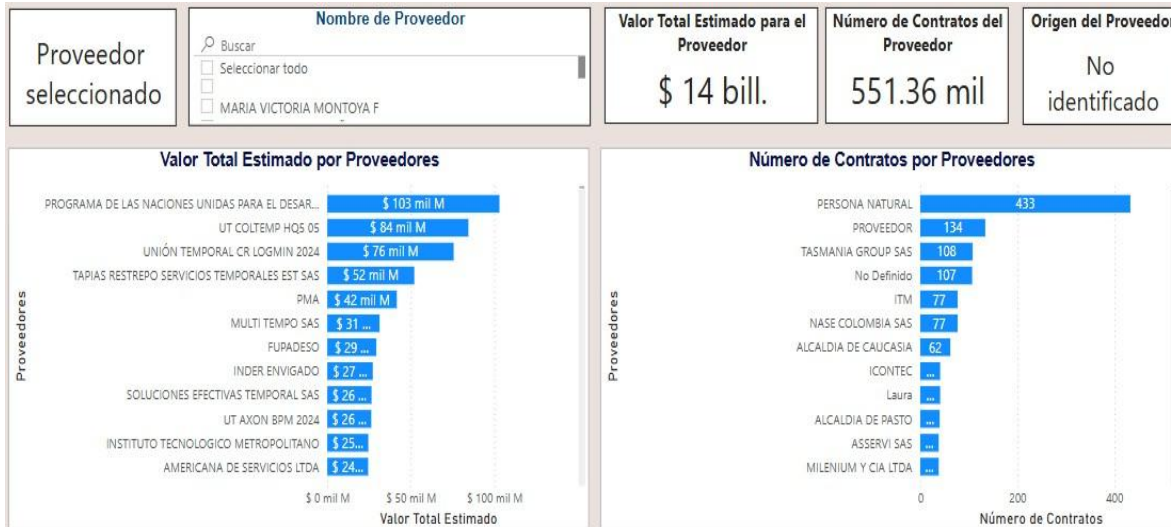 Proveedor
seleccionado
Nombre de Proveedor
Buscar
Seleccionar todo
MARIA VICTORIA MONTOYA F
Valor Total Estimado para el
Proveedor
$ 14 bill.
Número de Contratos del
Proveedor
551.36 mil
Origen del Proveedor
No
identificado
Valor Total Estimado por Proveedores
Proveedores
PROGRAMA DE LAS NACIONES UNIDAS PARA EL DESAR... $ 103 mil M
UT COLTEMP HQ5 05 $ 84 mil M
UNIÓN TEMPORAL CR LOGMIN 2024 $ 76 mil M
TAPIAS RESTREPO SERVICIOS TEMPORALES EST SAS $ 52 mil M
PMA $ 42 mil M
MULTI TEMPO SAS $ 31 ...
FUPADESO $ 29 ...
INDER ENVIGADO $ 27 ...
SOLUCIONES EFECTIVAS TEMPORAL SAS $ 26 ...
UT AXON BPM 2024 $ 26 ...
INSTITUTO TECNOLOGICO METROPOLITANO $ 25...
AMERICANA DE SERVICIOS LTDA $ 24...
$ 0 mil M $ 50 mil M $ 100 mil M
Valor Total Estimado
Número de Contratos por Proveedores
Proveedores
PERSONA NATURAL 433
PROVEEDOR 134
TASMANIA GROUP SAS 108
No Definido 107
ITM 77
NASE COLOMBIA SAS 77
ALCALDIA DE CAUCASIA 62
ICONTEC ...
Laura ...
ALCALDIA DE PASTO ...
ASSERVI SAS ...
MILENIUM Y CIA LTDA ...
0 200 400
Número de Contratos